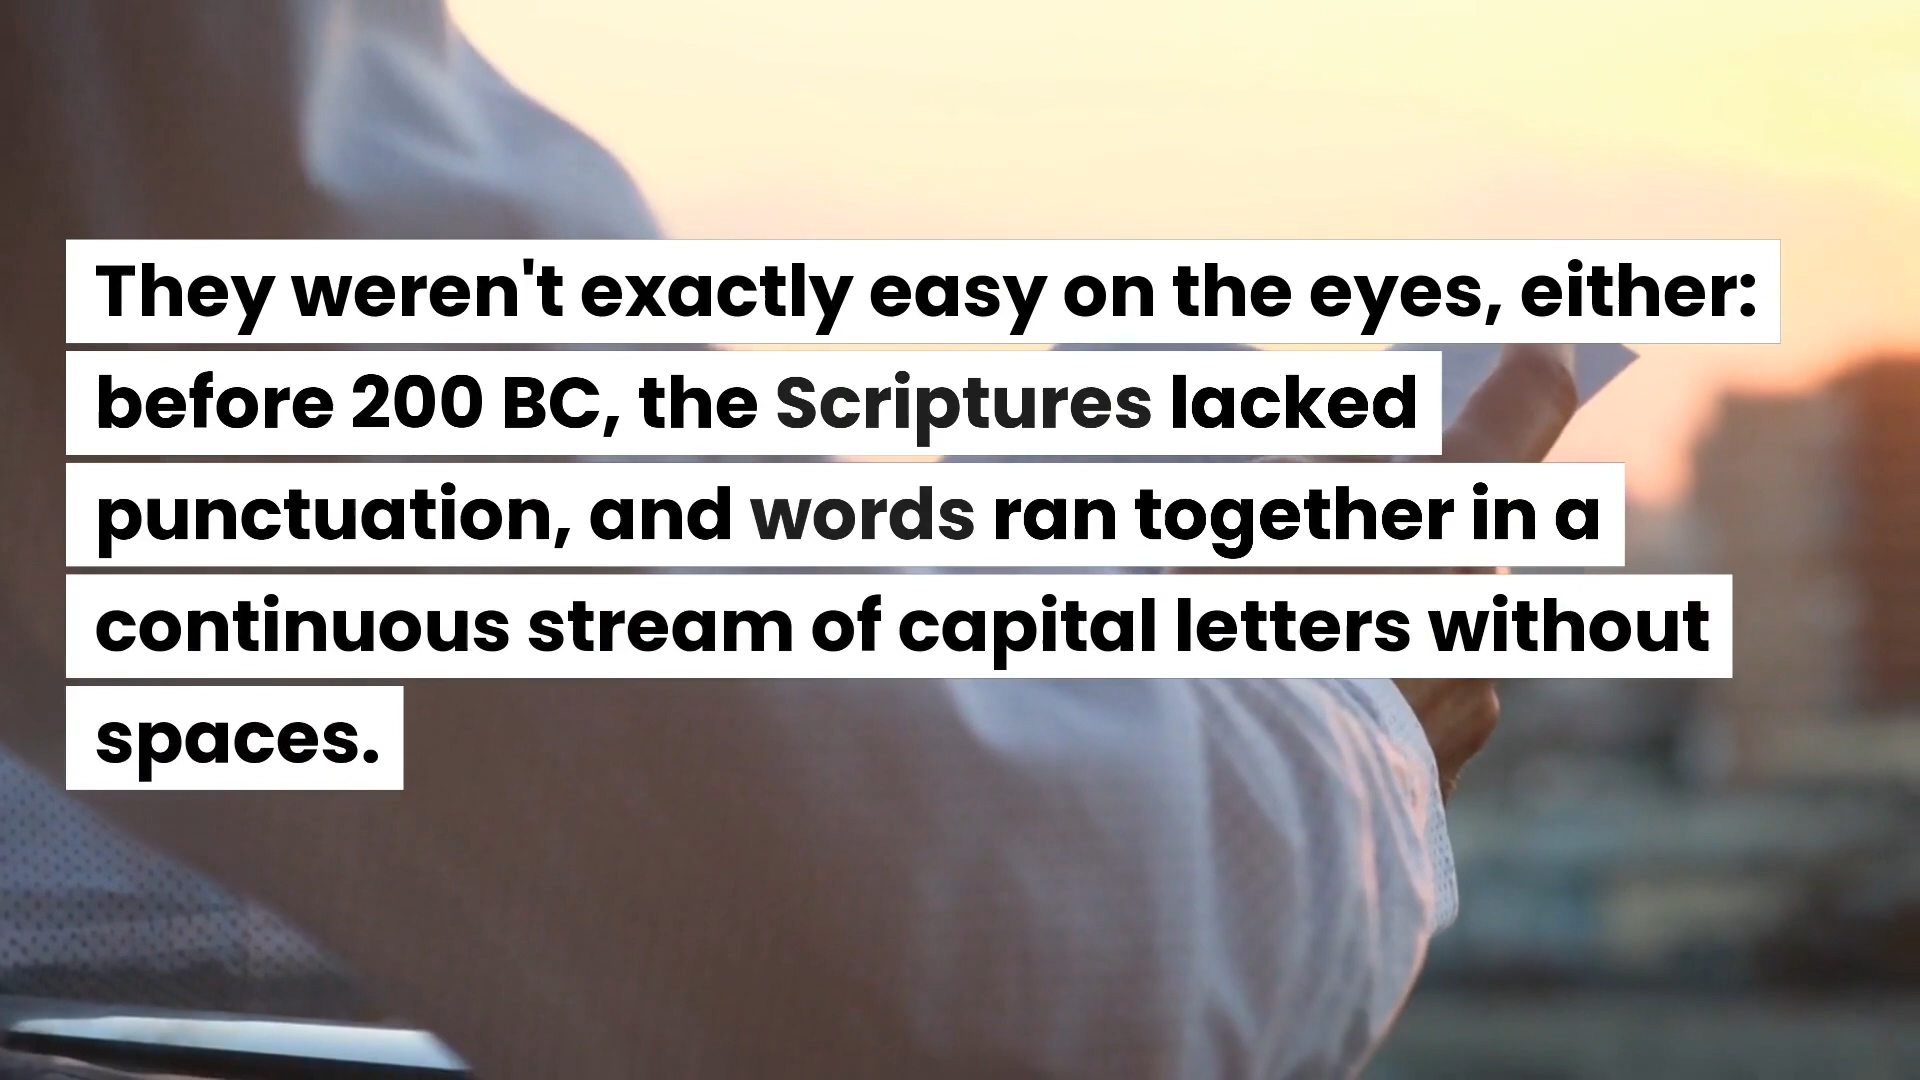 They weren't exactly easy on the eyes, either:
before 200 BC, the Scriptures lacked
punctuation, and words ran together in a
continuous stream of capital letters without
spaces.